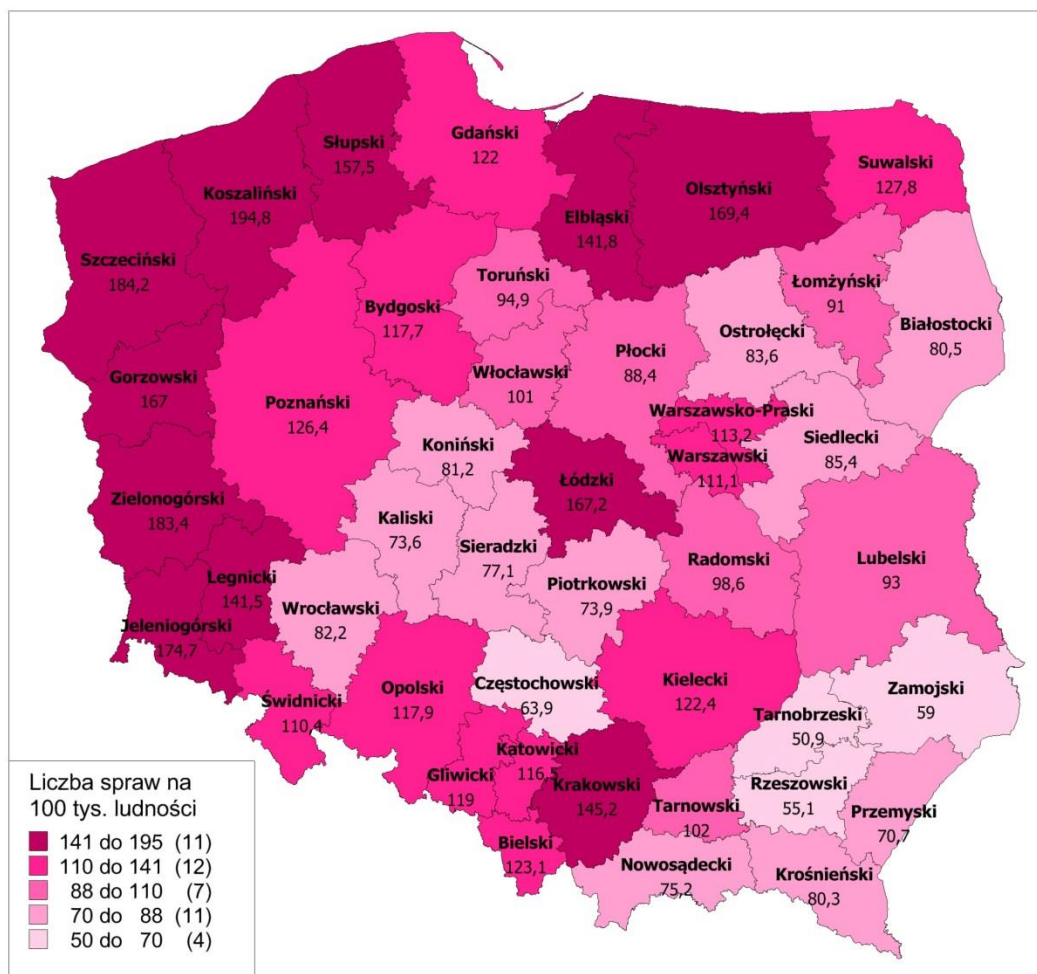 Gdański
122
Słupski
157,5
Suwalski
127,8
Koszaliński
194,8
Olsztyński
169,4
Elbląski
141,8
Szczeciński
184,2
Toruński
94,9
Łomżyński
91
Bydgoski
117,7
Ostrołęcki
83,6
Białostocki
80,5
Płocki
88,4
Gorzowski
167
Włocławski
101
Poznański
126,4
Warszawsko-Praski
113,2
Koniński
81,2
Siedlecki
85,4
Warszawski
111,1
Łódzki
167,2
Zielonogórski
183,4
Kaliski
73,6
Sieradzki
77,1
Radomski
98,6
Lubelski
93
Legnicki
141,5
Piotrkowski
73,9
Wrocławski
82,2
Jeleniogórski
174,7
Kielecki
122,4
Zamojski
59
Częstochowski
63,9
Opolski
117,9
Świdnicki
110,4
Tarnobrzeski
50,9
Katowicki
116,5
Gliwicki
119
Krakowski
145,2
Rzeszowski
55,1
Tarnowski
102
Przemyski
70,7
Bielski
123,1
Nowosądecki
75,2
Krośnieński
80,3
Liczba spraw na
100 tys. ludności
141 do 195 (11)
110 do 141 (12)
88 do 110 (7)
70 do 88 (11)
50 do 70 (4)